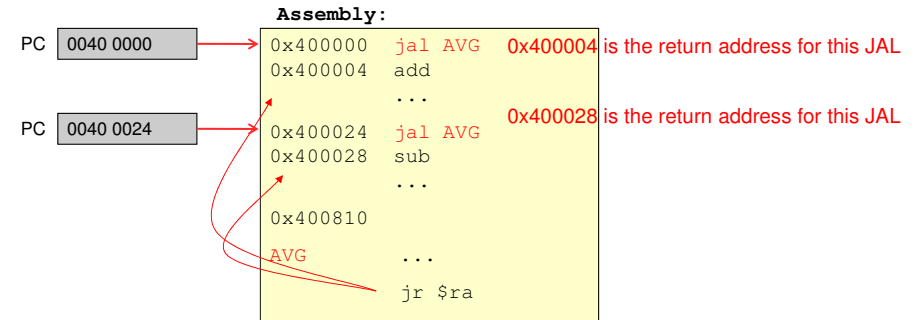 Assembly:
PC 0040 0000 0x400000 jal AVG 0x400004 is the return address for this JAL
0x400004 add
...
0x400028 is the return address for this JAL
PC 0040 0024 0x400024 jal AVG
0x400028 sub
...
0x400810
AVG ...
jr $ra